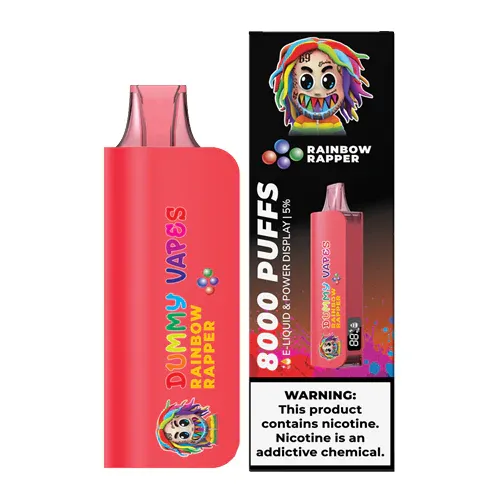 DUMMY VAPES
RAINBOW
RAPPER
69
RAINBOW
RAPPER
8000 PUFFS
E-LIQUID & POWER DISPLAY | 5%
DUMMY VAPES
RAINBOW
RAPPER
88
WARNING:
This product
contains nicotine.
Nicotine is an
addictive chemical.